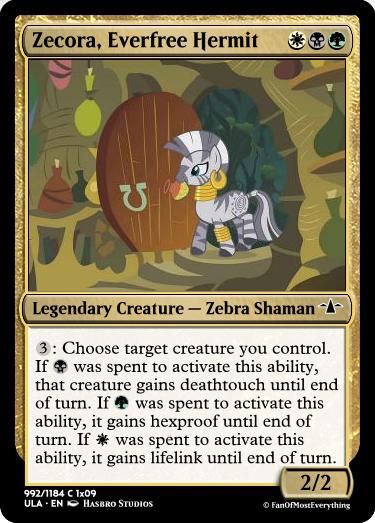 Zecora, Everfree Hermit
Legendary Creature — Zebra Shaman
3: Choose target creature you control.
If was spent to activate this ability,
that creature gains deathtouch until end
of turn. If was spent to activate this
ability, it gains hexproof until end of
turn. If was spent to activate this
ability, it gains lifelink until end of turn.
2/2
992/1184 C 1x09
ULA • EN Hasbro Studios
© FanOfMostEverything